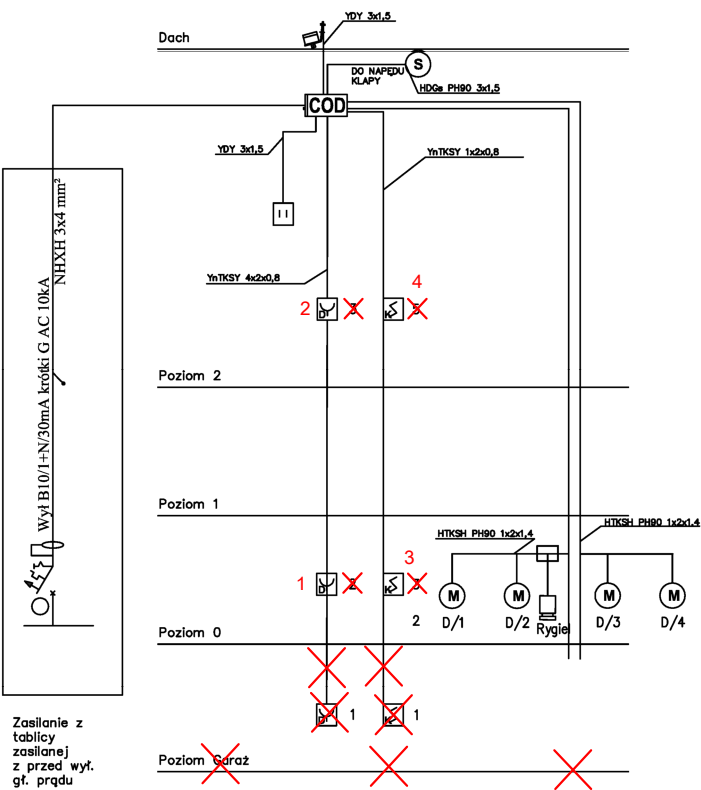 YDY 3x1,5
Dach
S
DO NAPĘDU
KLAPY
HDGs PH90 3x1,5
COD
YDY 3x1,5
YnTKSY 1x2x0,8
NHXH 3x4 mm²
Wył B10/1+N/30mA krótki G AC 10kA
YnTKSY 4x2x0,8
4
2 D 3 K 5
Poziom 2
Poziom 1
HTKSH PH90 1x2x1,4
HTKSH PH90 1x2x1.4
3
1 D 2 K
M M M M
2 D/1 D/2 Rygiel D/3 D/4
Poziom 0
D 1 K 1
Poziom Garaż
Zasilanie z
tablicy
zasilanej
z przed wył.
gł. prądu